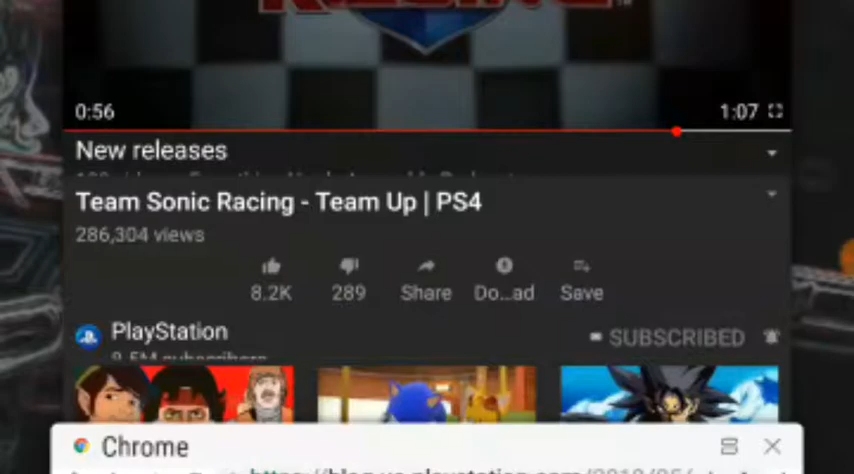 0:56
1:07
New releases
Team Sonic Racing - Team Up | PS4
286,304 views
8.2K
289
Share
Do...ad
Save
PlayStation
SUBSCRIBED
Chrome